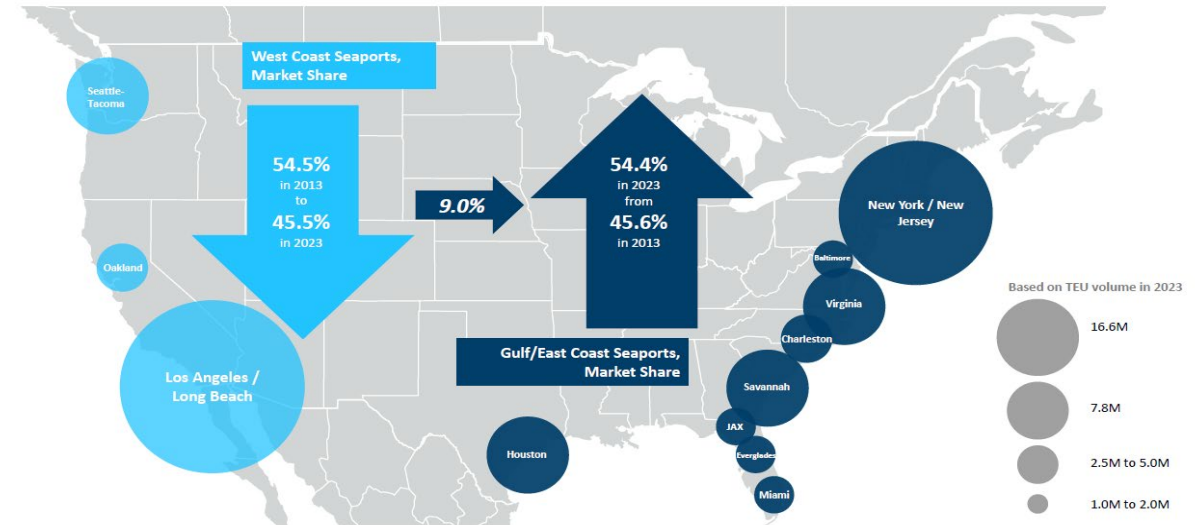 West Coast Seaports,
Market Share
Seattle-
Tacoma
54.5%
in 2013
to
45.5%
in 2023
9.0%
54.4%
in 2023
from
45.6%
in 2013
New York / New
Jersey
Oakland
Baltimore
Virginia
Charleston
Gulf/East Coast Seaports,
Market Share
Los Angeles /
Long Beach
Savannah
JAX
Houston
Everglades
Miami
Based on TEU volume in 2023
16.6M
7.8M
2.5M to 5.0M
1.0M to 2.0M